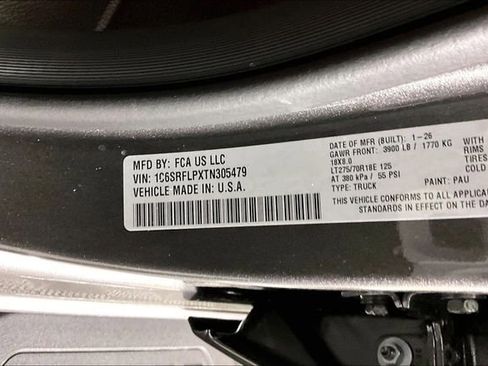 MFD BY: FCA US LLC
VIN: 1C6SRFLPXTN305479
VEHICLE MADE IN U.S.A.
DATE OF MFR (BUILT): 1-26
GAWR FRONT: 3900 LB / 1770 KG WITH
18X8.0 RIMS
LT275/70R18E 125 TIRES
AT 380 kPa / 55 PSI COLD
TYPE: TRUCK PAINT: PAU
THIS VEHICLE CONFORMS TO ALL APPLICABLE
STANDARDS IN EFFECT ON THE DA